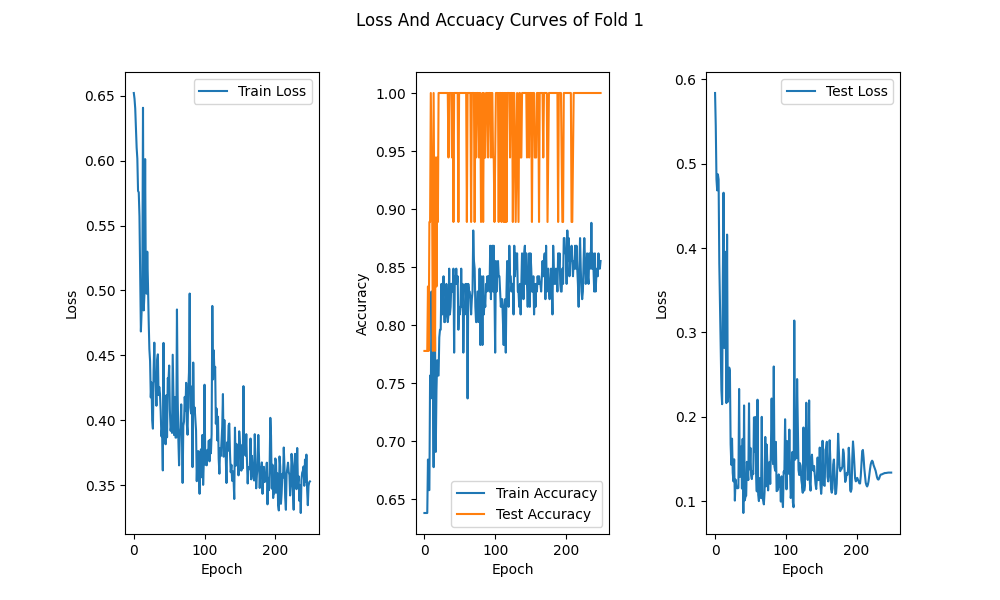 Loss And Accuacy Curves of Fold 1
Train Loss
0.65
0.60
0.55
0.50
0.45
0.40
0.35
Loss
0 100 200
Epoch
1.00
0.95
0.90
0.85
0.80
0.75
0.70
0.65
Accuracy
Train Accuracy
Test Accuracy
0 100 200
Epoch
Test Loss
0.6
0.5
0.4
0.3
0.2
0.1
Loss
0 100 200
Epoch